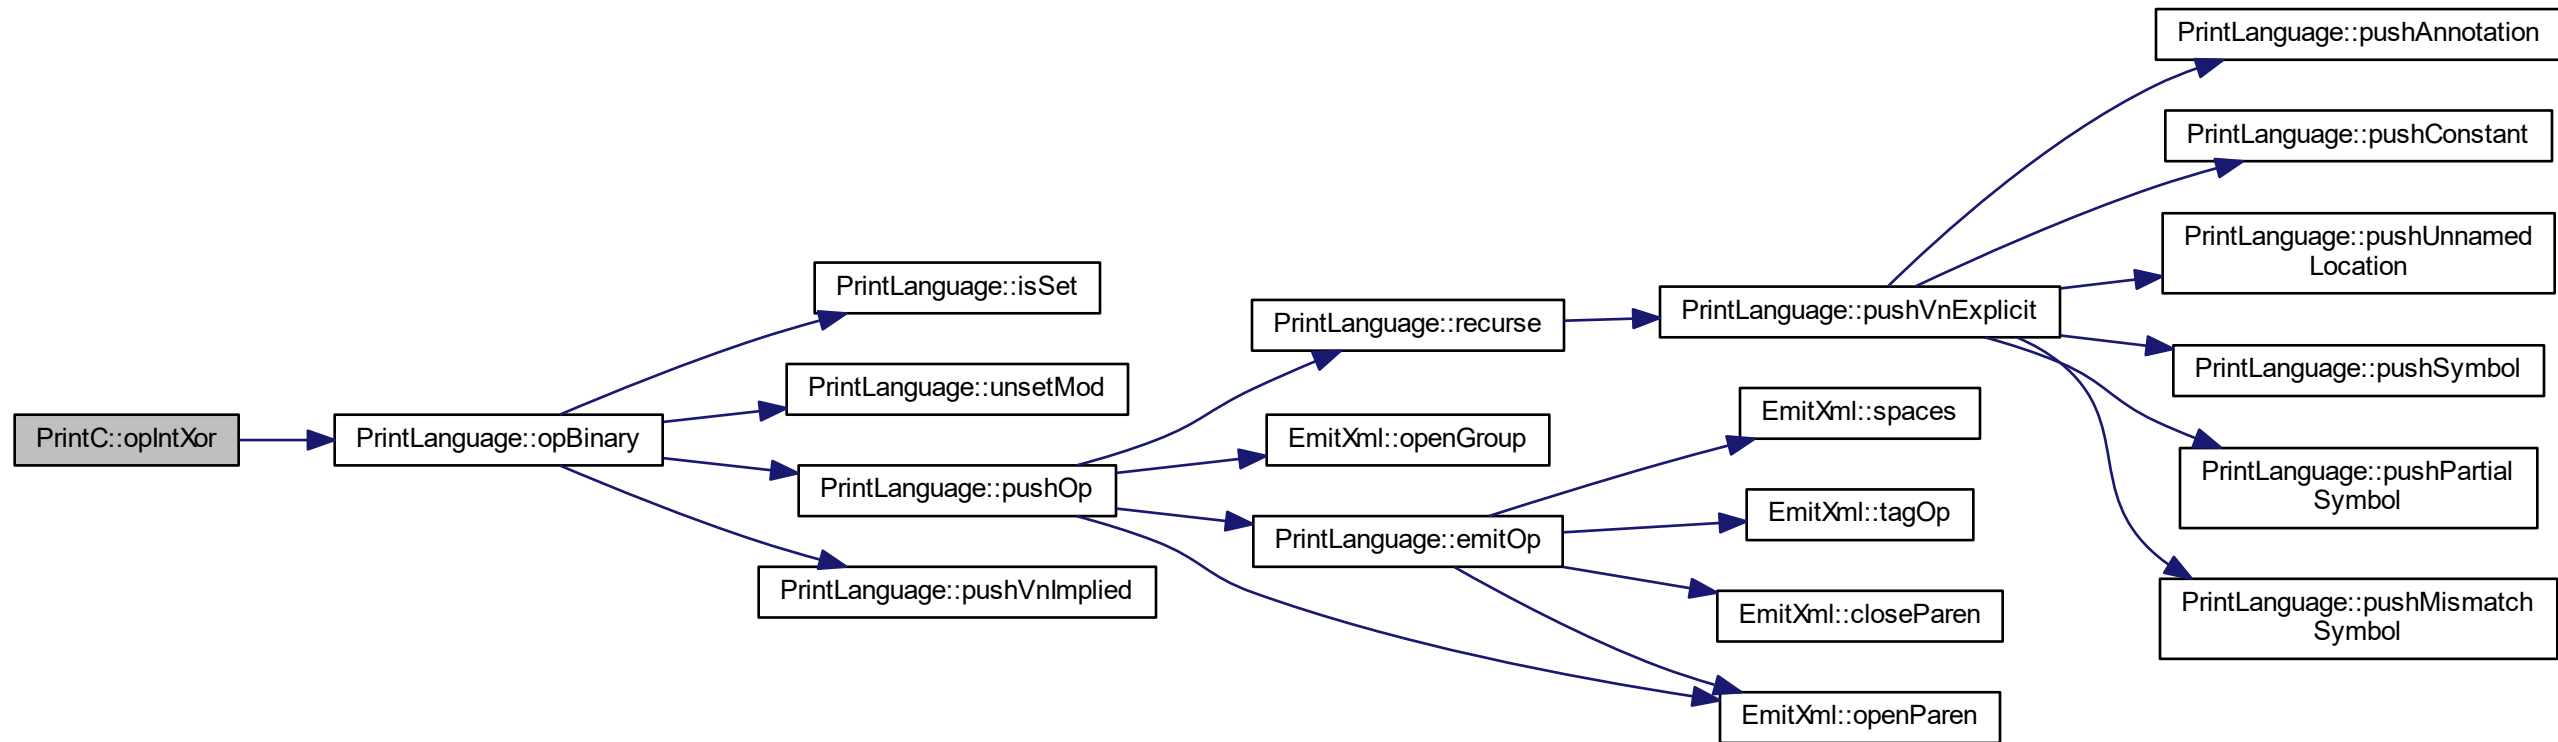 PrintC::opIntXor
PrintLanguage::opBinary
PrintLanguage::isSet
PrintLanguage::unsetMod
PrintLanguage::pushOp
PrintLanguage::pushVnImplied
PrintLanguage::recurse
EmitXml::openGroup
PrintLanguage::emitOp
PrintLanguage::pushVnExplicit
EmitXml::spaces
EmitXml::tagOp
EmitXml::closeParen
EmitXml::openParen
PrintLanguage::pushAnnotation
PrintLanguage::pushConstant
PrintLanguage::pushUnnamed
Location
PrintLanguage::pushSymbol
PrintLanguage::pushPartial
Symbol
PrintLanguage::pushMismatch
Symbol